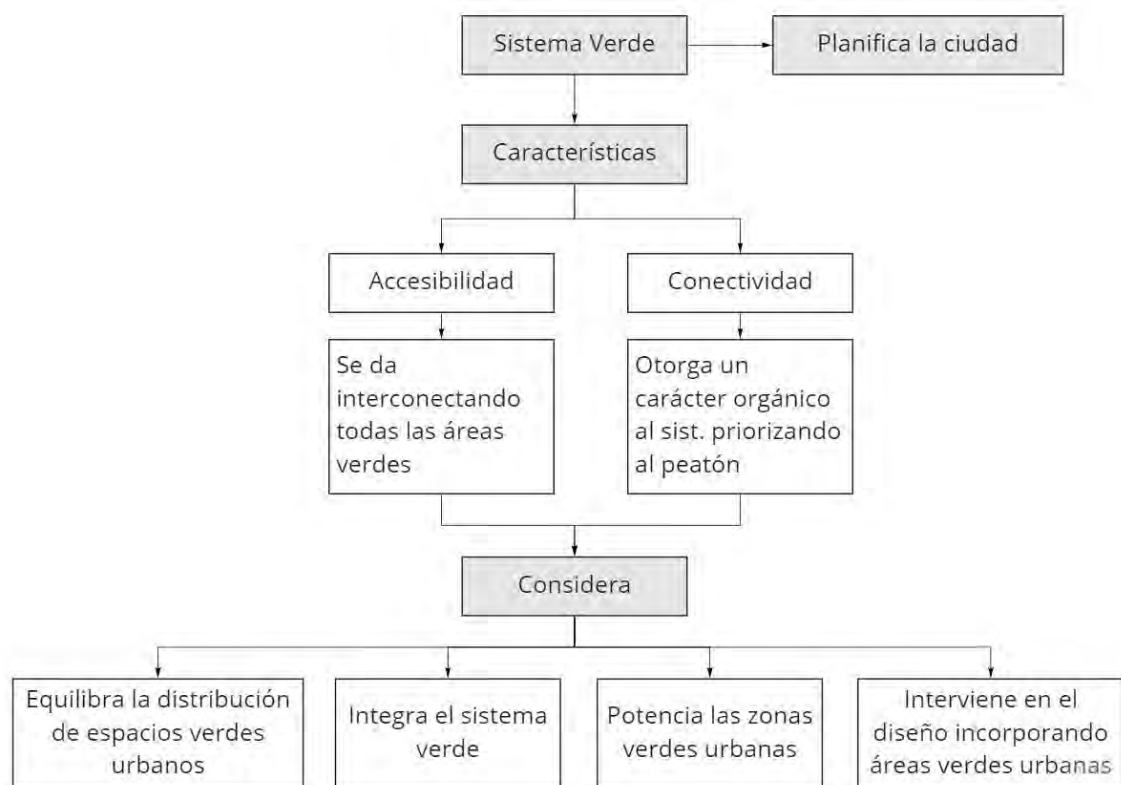 Sistema Verde
Planifica la ciudad
Características
Accesibilidad
Conectividad
Se da
interconectando
todas las áreas
verdes
Otorga un
carácter orgánico
al sist. priorizando
al peatón
Considera
Equilibra la distribución
de espacios verdes
urbanos
Integra el sistema
verde
Potencia las zonas
verdes urbanas
Interviene en el
diseño incorporando
áreas verdes urbanas